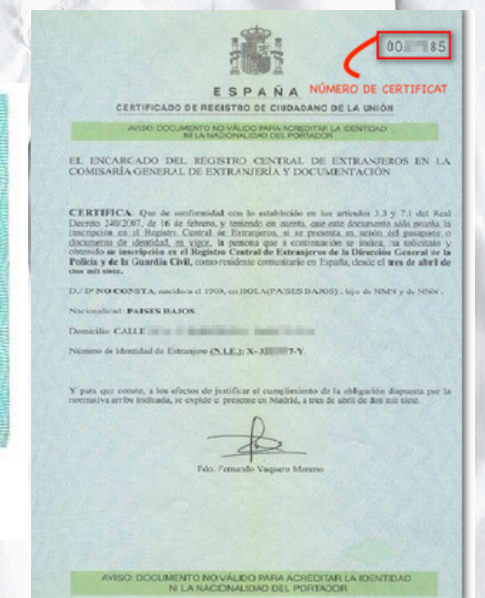 00 85
NÚMERO DE CERTIFICAT
ESPAÑA
CERTIFICADO DE REGISTRO DE CIUDADANO DE LA UNIÓN
AVISO: DOCUMENTO NO VÁLIDO PARA ACREDITAR LA IDENTIDAD
NI LA NACIONALIDAD DEL PORTADOR
EL ENCARGADO DEL REGISTRO CENTRAL DE EXTRANJEROS EN LA
COMISARÍA GENERAL DE EXTRANJERÍA Y DOCUMENTACIÓN
CERTIFICA: Que de conformidad con lo establecido en los artículos 3.3 y 7.1 del Real
Decreto 240/2007, de 16 de febrero, y teniendo en cuenta, que este documento sólo prueba la
inscripción en el Registro Central de Extranjeros, si se presenta en unión del pasaporte o
documento de identidad, en vigor, la persona que a continuación se indica, ha solicitado y
obtenido su inscripción en el Registro Central de Extranjeros de la Dirección General de la
Policía y de la Guardia Civil, como residente comunitario en España, desde el tres de abril de
dos mil siete.
D./Dª NO CONSTA, nacido/a el 1909, en HOLA(PAISES BAJOS), hijo de NMN y de NNN.
Nacionalidad: PAISES BAJOS
Domicilio: CALLE
Número de Identidad de Extranjero (N.I.E.): X- 3 7-Y.
Y para que conste, a los efectos de justificar el cumplimiento de la obligación dispuesta por la
normativa arriba indicada, se expide el presente en Madrid, a tres de abril de dos mil siete.
Fdo. Fernando Vaquero Moreno
AVISO: DOCUMENTO NO VÁLIDO PARA ACREDITAR LA IDENTIDAD
NI LA NACIONALIDAD DEL PORTADOR